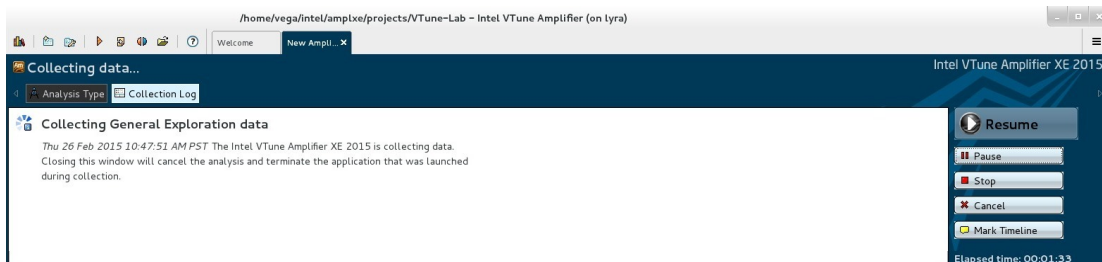 /home/vega/intel/amplxe/projects/VTune-Lab - Intel VTune Amplifier (on lyra)
Welcome
New Ampli...
Collecting data...
Intel VTune Amplifier XE 2015
Analysis Type
Collection Log
Collecting General Exploration data
Thu 26 Feb 2015 10:47:51 AM PST The Intel VTune Amplifier XE 2015 is collecting data.
Closing this window will cancel the analysis and terminate the application that was launched
during collection.
Resume
Pause
Stop
Cancel
Mark Timeline
Elapsed time: 00:01:33